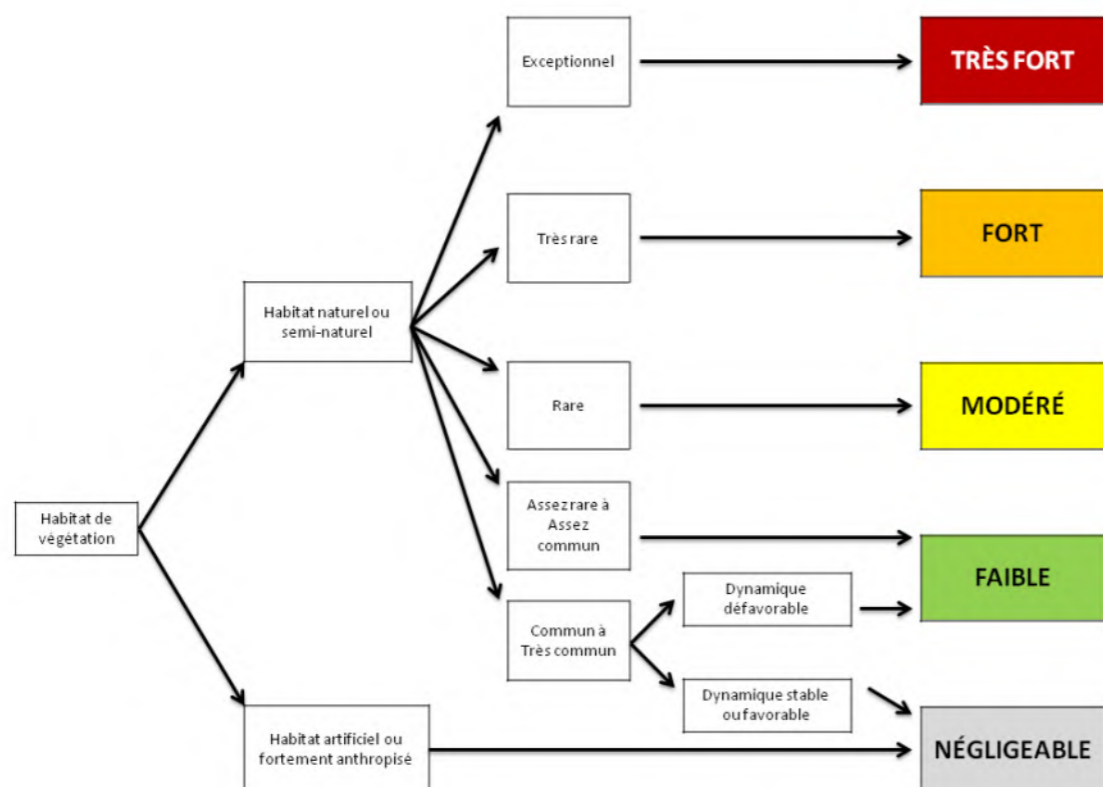 Exceptionnel
TRÈS FORT
Très rare
FORT
Habitat naturel ou
semi-naturel
Rare
MODÉRÉ
Habitat de
végétation
Assez rare à
Assez
commun
FAIBLE
Dynamique
défavorable
Commun à
Très commun
Dynamique stable
ou favorable
Habitat artificiel ou
fortement anthropisé
NÉGLIGEABLE